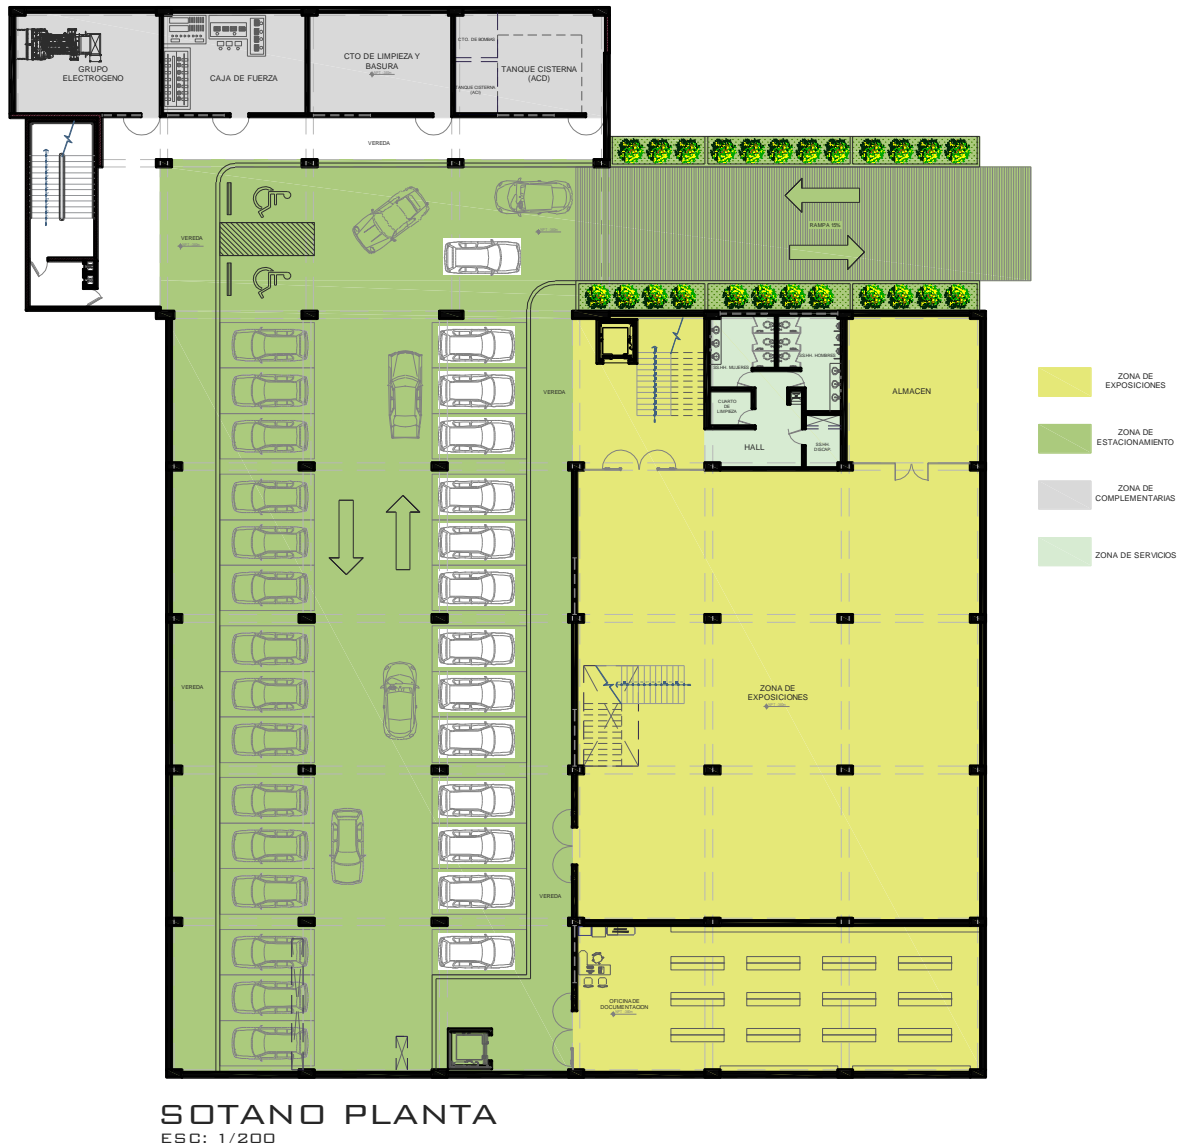 GRUPO
ELECTROGENO
CAJA DE FUERZA
CTO DE LIMPIEZA Y
BASURA
CTO. DE BOMBAS
TANQUE CISTERNA
(ACI)
TANQUE CISTERNA
(ACD)
VEREDA
VEREDA
RAMPA 15%
SS.HH. MUJERES
SS.HH. HOMBRES
CUARTO
DE
LIMPIEZA
HALL
SS.HH.
DISCAP.
ALMACEN
VEREDA
ZONA DE
EXPOSICIONES
ZONA DE
ESTACIONAMIENTO
ZONA DE
COMPLEMENTARIAS
ZONA DE SERVICIOS
VEREDA
ZONA DE
EXPOSICIONES
VEREDA
OFICINA DE
DOCUMENTACION
SOTANO PLANTA
ESC: 1/200